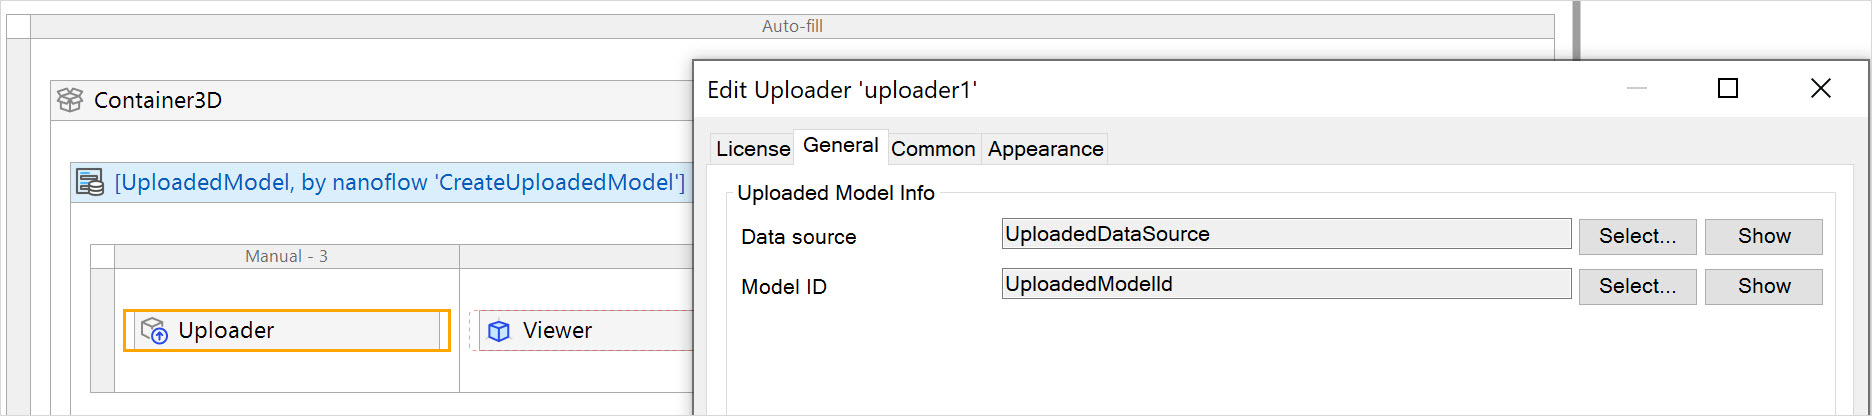 Auto-fill
Container3D
[UploadedModel, by nanoflow 'CreateUploadedModel']
Manual - 3
Uploader
Viewer
Edit Uploader 'uploader1'
License General Common Appearance
Uploaded Model Info
Data source UploadedDataSource Select... Show
Model ID UploadedModelId Select... Show